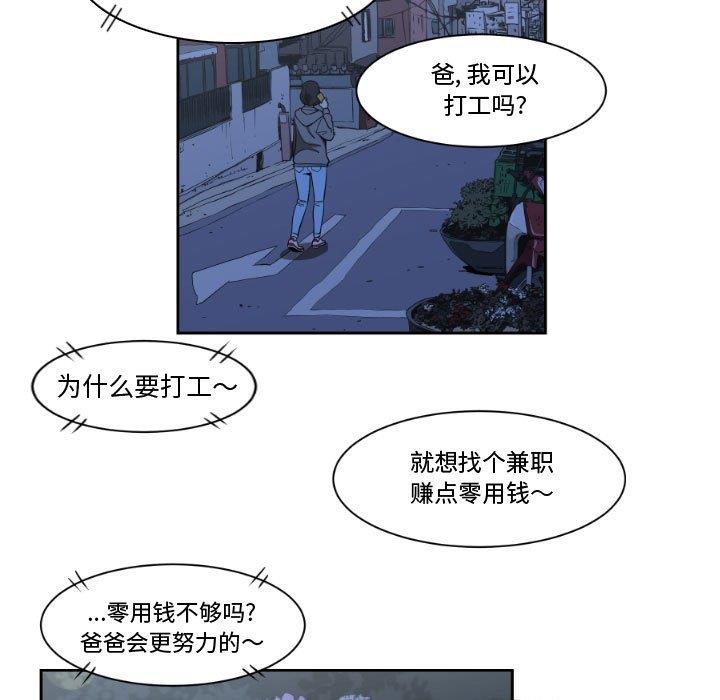 爸, 我可以
打工吗?
为什么要打工～
就想找个兼职
赚点零用钱～
...零用钱不够吗?
爸爸会更努力的～